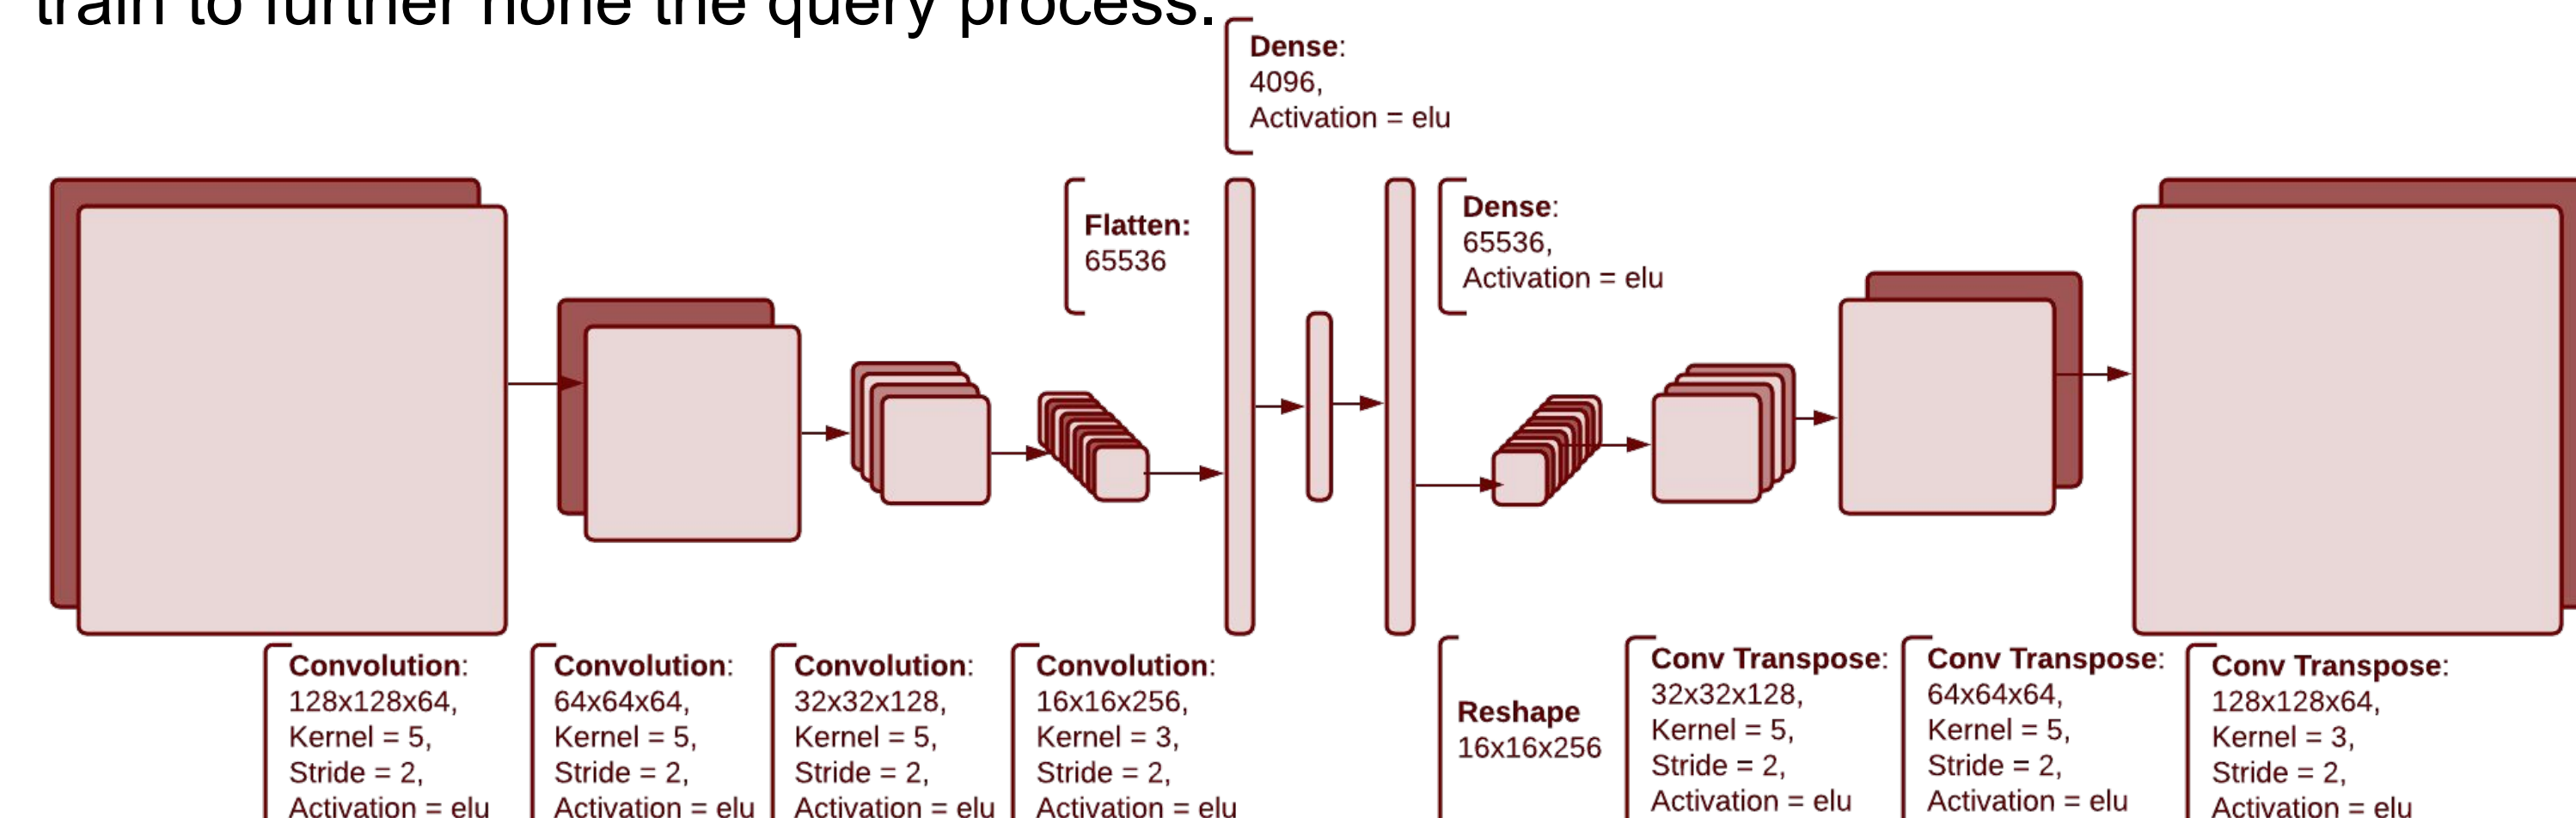 train to further hone the query process.
Dense:
4096,
Activation = elu
Flatten:
65536
Dense:
65536,
Activation = elu
Convolution:
128x128x64,
Kernel = 5,
Stride = 2,
Activation = elu
Convolution:
64x64x64,
Kernel = 5,
Stride = 2,
Activation = elu
Convolution:
32x32x128,
Kernel = 5,
Stride = 2,
Activation = elu
Convolution:
16x16x256,
Kernel = 3,
Stride = 2,
Activation = elu
Reshape
16x16x256
Conv Transpose:
32x32x128,
Kernel = 5,
Stride = 2,
Activation = elu
Conv Transpose:
64x64x64,
Kernel = 5,
Stride = 2,
Activation = elu
Conv Transpose:
128x128x64,
Kernel = 3,
Stride = 2,
Activation = elu